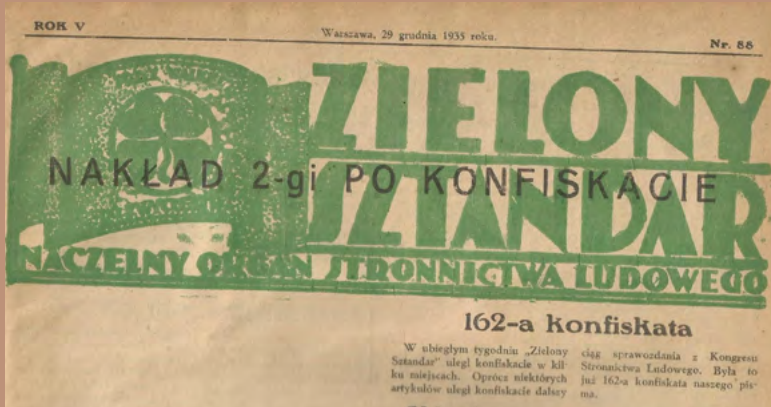 ROK V
Warszawa, 29 grudnia 1935 roku.
Nr. 88
ZIELONY
NAKŁAD 2-gi PO KONFISKACIE
SZTANDAR
NACZELNY ORGAN STRONNICTWA LUDOWEGO
162-a konfiskata
W ubiegłym tygodniu „Zielony
Sztandar” uległ konfiskacie w kil-
ku miejscach. Oprócz niektórych
artykułów uległ konfiskacie dalszy
ciąg sprawozdania z Kongresu
Stronnictwa Ludowego. Była to
już 162-a konfiskata naszego pis-
ma.